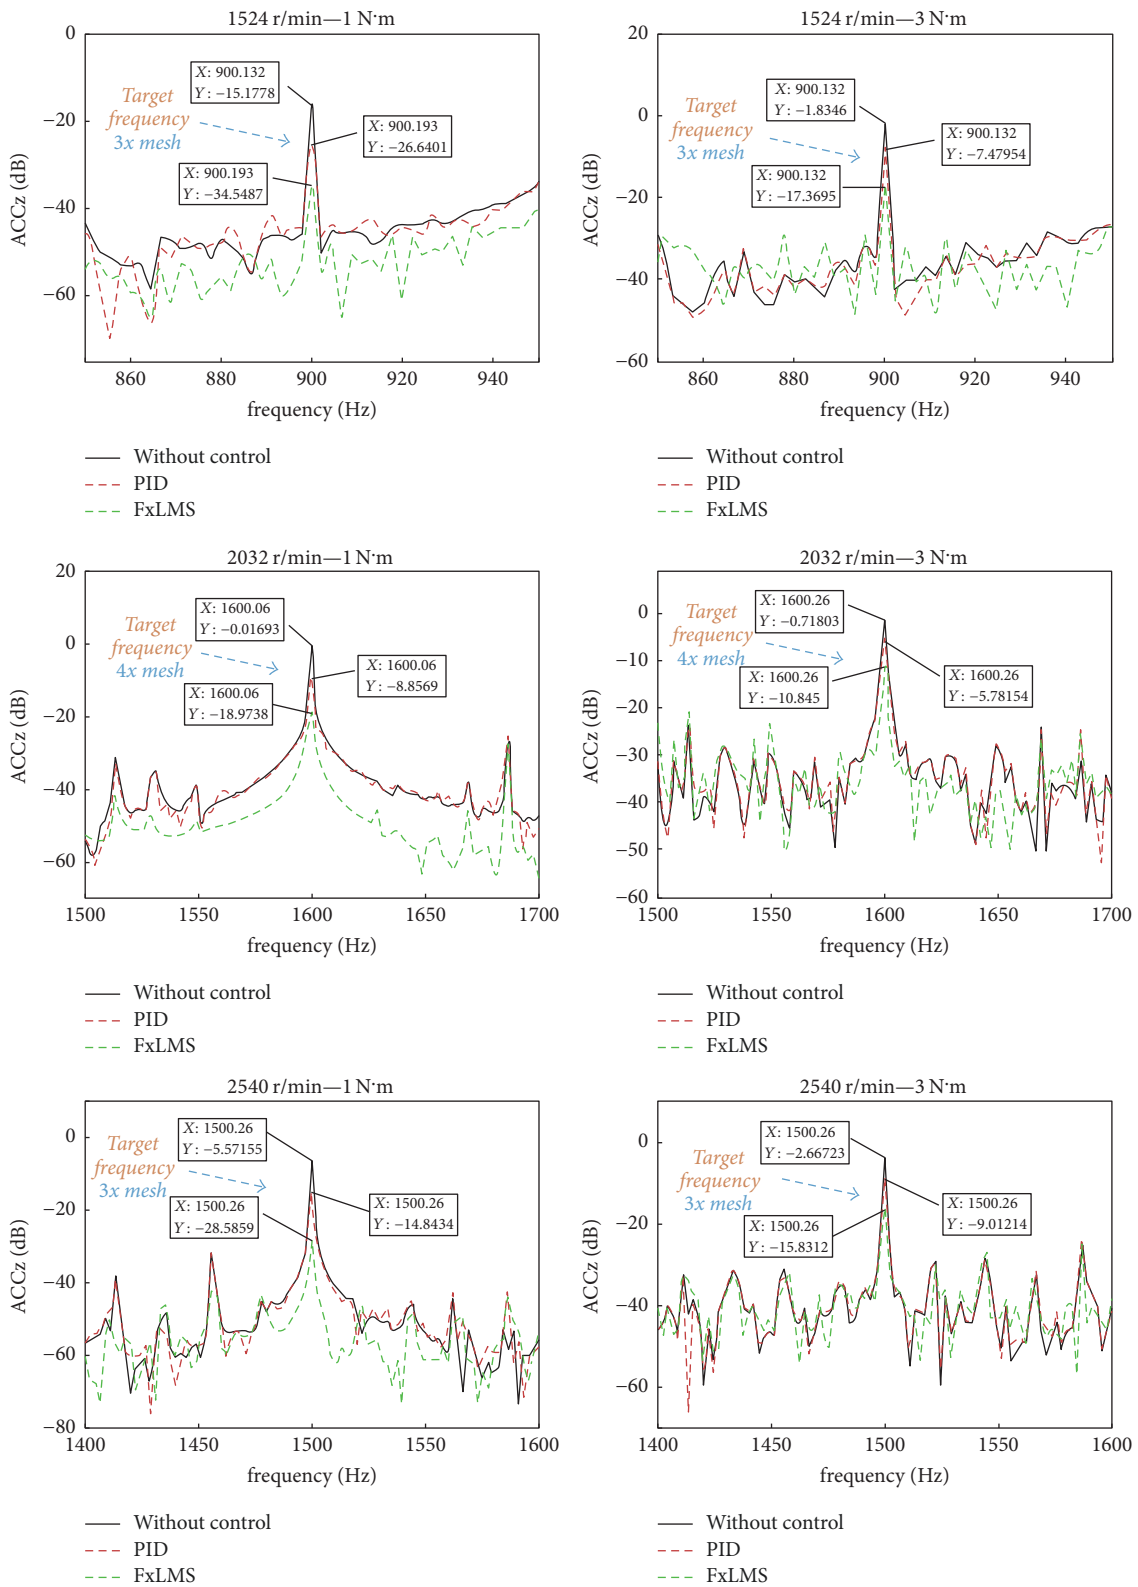 1524 r/min—1 N·m
0
−20
−40
−60
ACCz (dB)
X: 900.132
Y: −15.1778
Target
frequency
3x mesh
X: 900.193
Y: −26.6401
X: 900.193
Y: −34.5487
860
880
900
920
940
frequency (Hz)
Without control
PID
FxLMS
1524 r/min—3 N·m
20
0
−20
−40
−60
ACCz (dB)
X: 900.132
Y: −1.8346
Target
frequency
3x mesh
X: 900.132
Y: −7.47954
X: 900.132
Y: −17.3695
860
880
900
920
940
frequency (Hz)
Without control
PID
FxLMS
2032 r/min—1 N·m
20
0
−20
−40
−60
ACCz (dB)
X: 1600.06
Y: −0.01693
Target
frequency
4x mesh
X: 1600.06
Y: −8.8569
X: 1600.06
Y: −18.9738
1500
1550
1600
1650
1700
frequency (Hz)
Without control
PID
FxLMS
2032 r/min—3 N·m
0
−10
−20
−30
−40
−50
−60
ACCz (dB)
X: 1600.26
Y: −0.71803
Target
frequency
4x mesh
X: 1600.26
Y: −10.845
X: 1600.26
Y: −5.78154
1500
1550
1600
1650
1700
frequency (Hz)
Without control
PID
FxLMS
2540 r/min—1 N·m
0
−20
−40
−60
−80
ACCz (dB)
X: 1500.26
Y: −5.57155
Target
frequency
3x mesh
X: 1500.26
Y: −28.5859
X: 1500.26
Y: −14.8434
1400
1450
1500
1550
1600
frequency (Hz)
Without control
PID
FxLMS
2540 r/min—3 N·m
0
−20
−40
−60
ACCz (dB)
X: 1500.26
Y: −2.66723
Target
frequency
3x mesh
X: 1500.26
Y: −9.01214
X: 1500.26
Y: −15.8312
1400
1450
1500
1550
1600
frequency (Hz)
Without control
PID
FxLMS